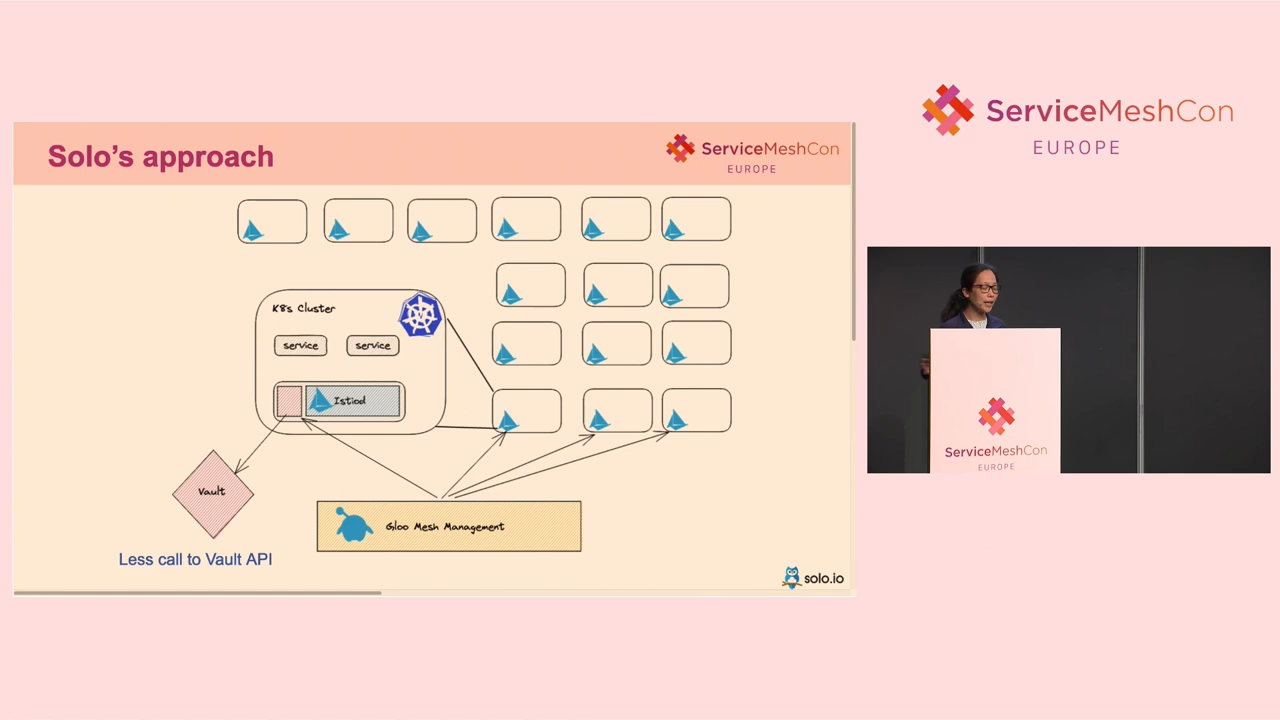 Solo's approach
ServiceMeshCon
EUROPE
K8s Cluster
service
service
Istiod
Vault
Gloo Mesh Management
Less call to Vault API
solo.io
ServiceMeshCon
EUROPE
ServiceMeshCon
EUROPE